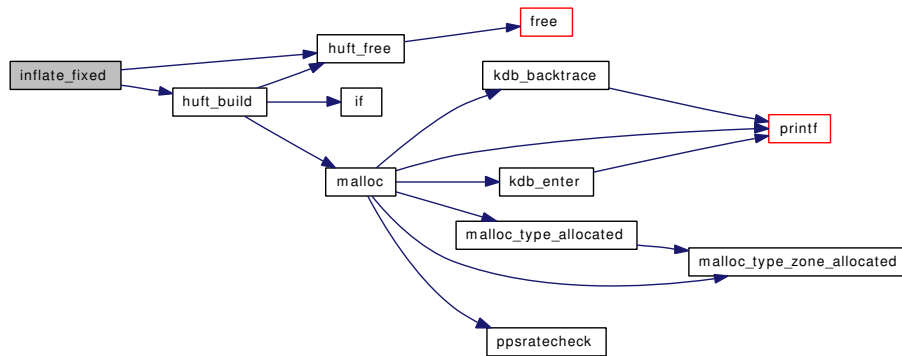 free
huft_free
inflate_fixed
kdb_backtrace
huft_build
if
printf
malloc
kdb_enter
malloc_type_allocated
malloc_type_zone_allocated
ppsratecheck